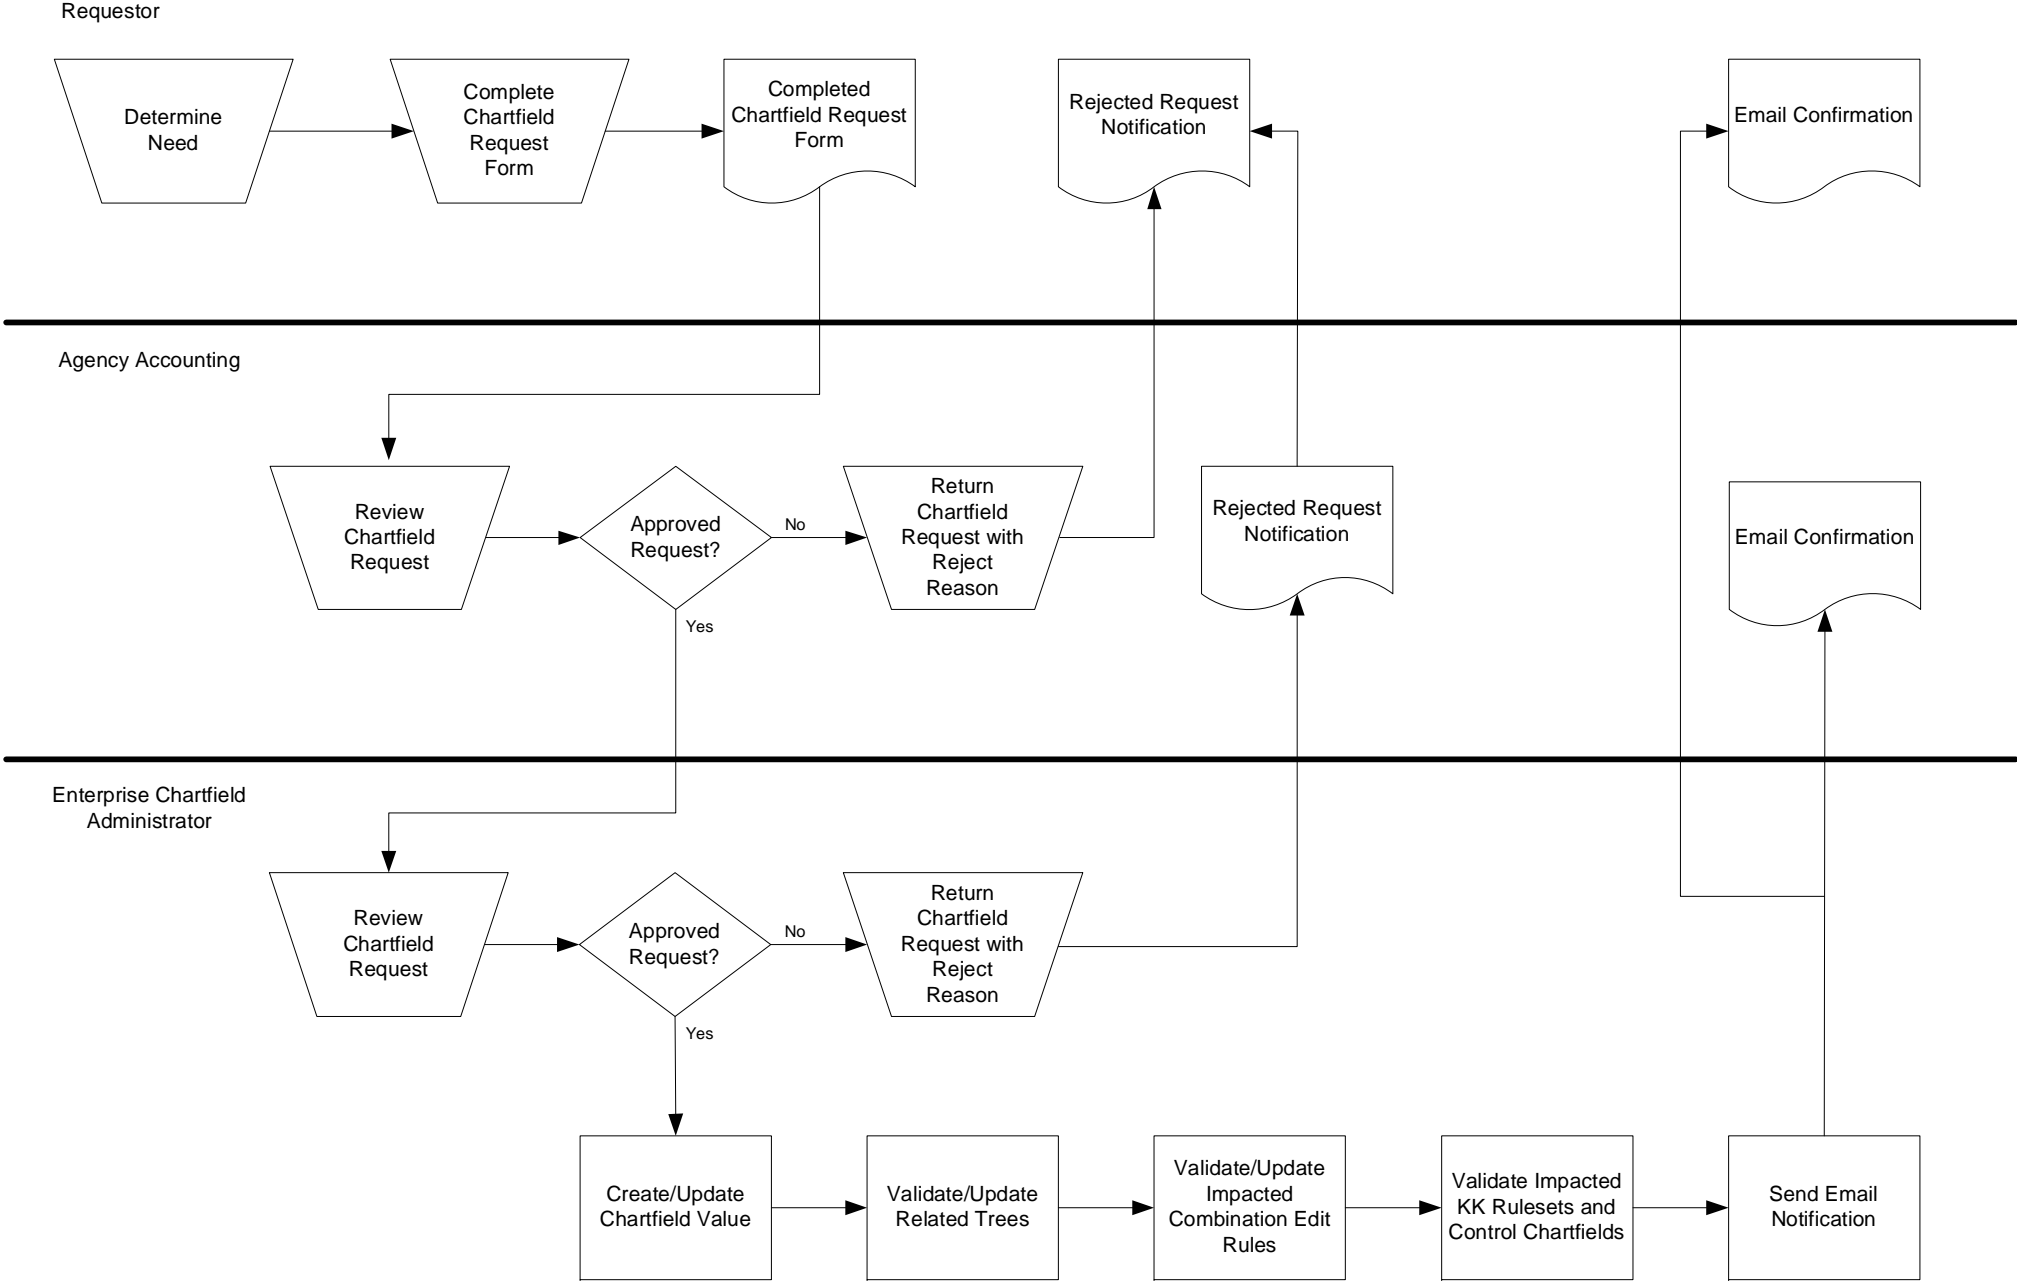 Requestor
Determine
Need
Complete
Chartfield
Request
Form
Completed
Chartfield Request
Form
Rejected Request
Notification
Email Confirmation
Agency Accounting
Review
Chartfield
Request
Approved
Request?
No
Yes
Return
Chartfield
Request with
Reject
Reason
Rejected Request
Notification
Email Confirmation
Enterprise Chartfield
Administrator
Review
Chartfield
Request
Approved
Request?
No
Yes
Return
Chartfield
Request with
Reject
Reason
Create/Update
Chartfield Value
Validate/Update
Related Trees
Validate/Update
Impacted
Combination Edit
Rules
Validate Impacted
KK Rulesets and
Control Chartfields
Send Email
Notification